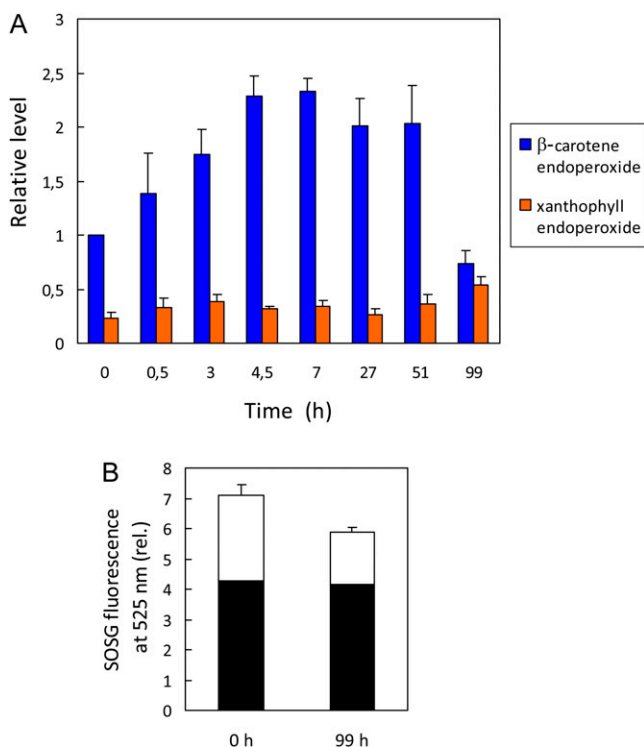 A
Relative level
3
2,5
2
1,5
1
0,5
0
0 0,5 3 4,5 7 27 51 99
Time (h)
β-carotene
endoperoxide
xanthophyll
endoperoxide
B
SOSG fluorescence
at 525 nm (rel.)
8
7
6
5
4
3
2
1
0
0 h 99 h